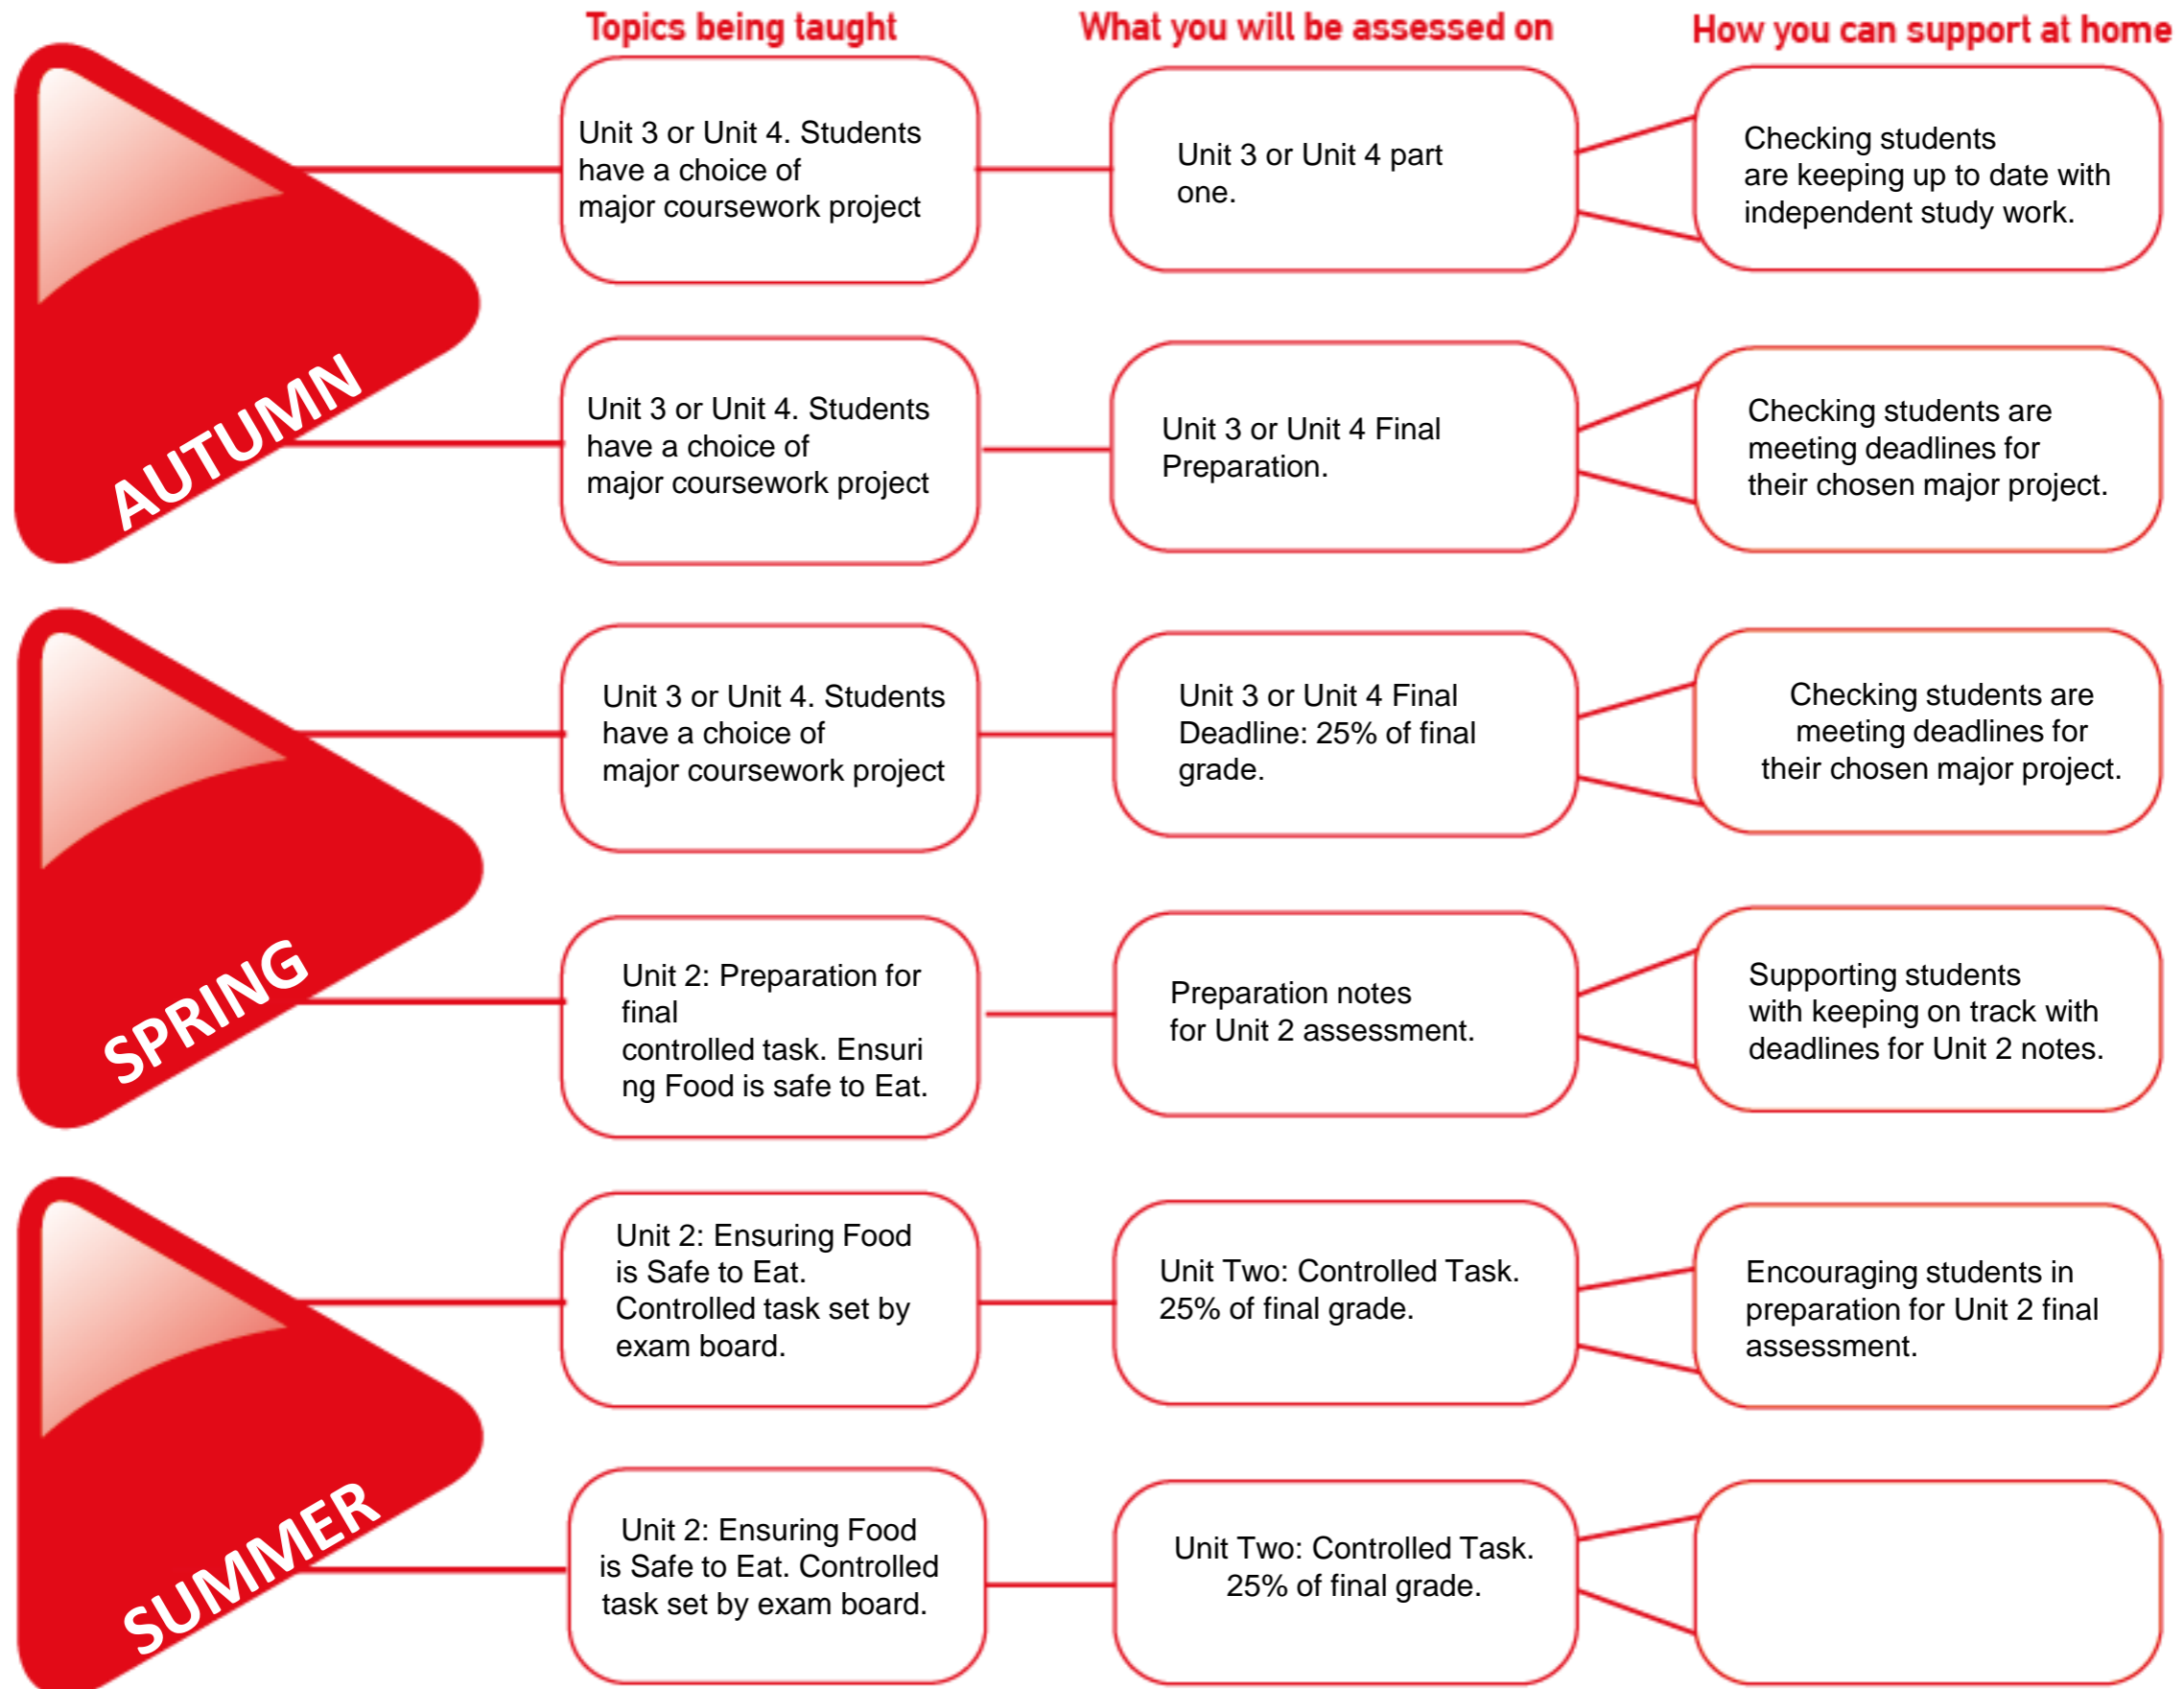 Topics being taught
What you will be assessed on
How you can support at home
AUTUMN
Unit 3 or Unit 4. Students
have a choice of
major coursework project
Unit 3 or Unit 4 part
one.
Checking students
are keeping up to date with
independent study work.
Unit 3 or Unit 4. Students
have a choice of
major coursework project
Unit 3 or Unit 4 Final
Preparation.
Checking students are
meeting deadlines for
their chosen major project.
SPRING
Unit 3 or Unit 4. Students
have a choice of
major coursework project
Unit 3 or Unit 4 Final
Deadline: 25% of final
grade.
Checking students are
meeting deadlines for
their chosen major project.
Unit 2: Preparation for
final
controlled task. Ensuri
ng Food is safe to Eat.
Preparation notes
for Unit 2 assessment.
Supporting students
with keeping on track with
deadlines for Unit 2 notes.
SUMMER
Unit 2: Ensuring Food
is Safe to Eat.
Controlled task set by
exam board.
Unit Two: Controlled Task.
25% of final grade.
Encouraging students in
preparation for Unit 2 final
assessment.
Unit 2: Ensuring Food
is Safe to Eat. Controlled
task set by exam board.
Unit Two: Controlled Task.
25% of final grade.